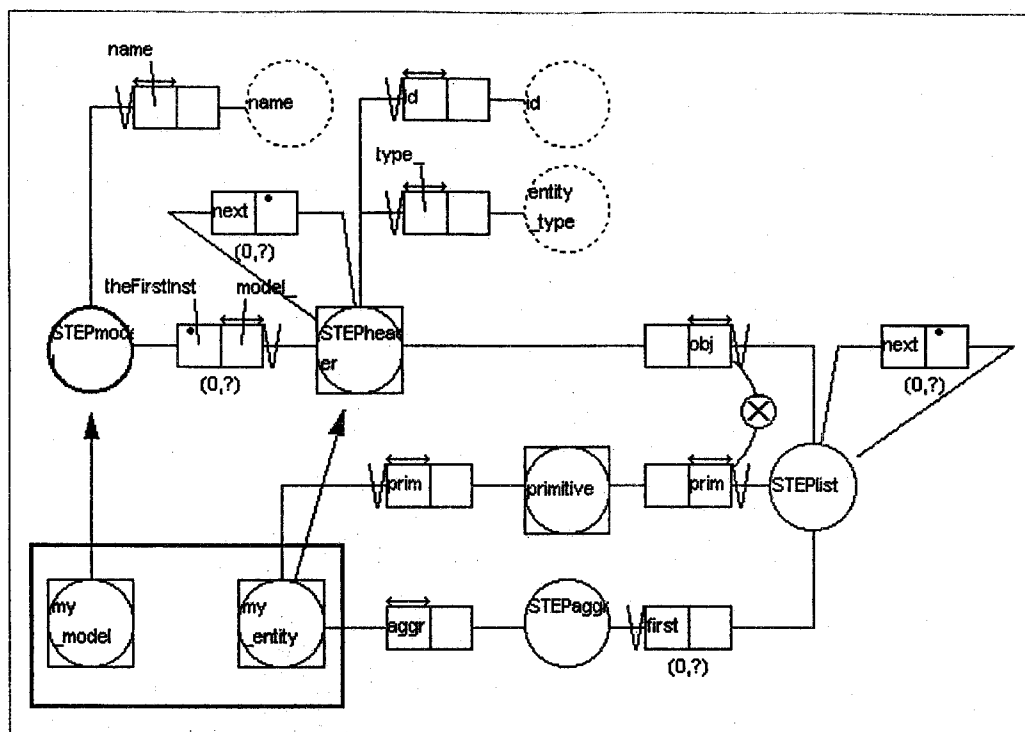 name
name
id
id
type_
entity
_type
next
(0,?)
theFirstInst
model_
STEPmode
l
(0,?)
STEPhead
er
obj
next
(0,?)
prim
primitive
prim
STEPlist
my
_model
my
_entity
aggr
STEPaggr
first
(0,?)